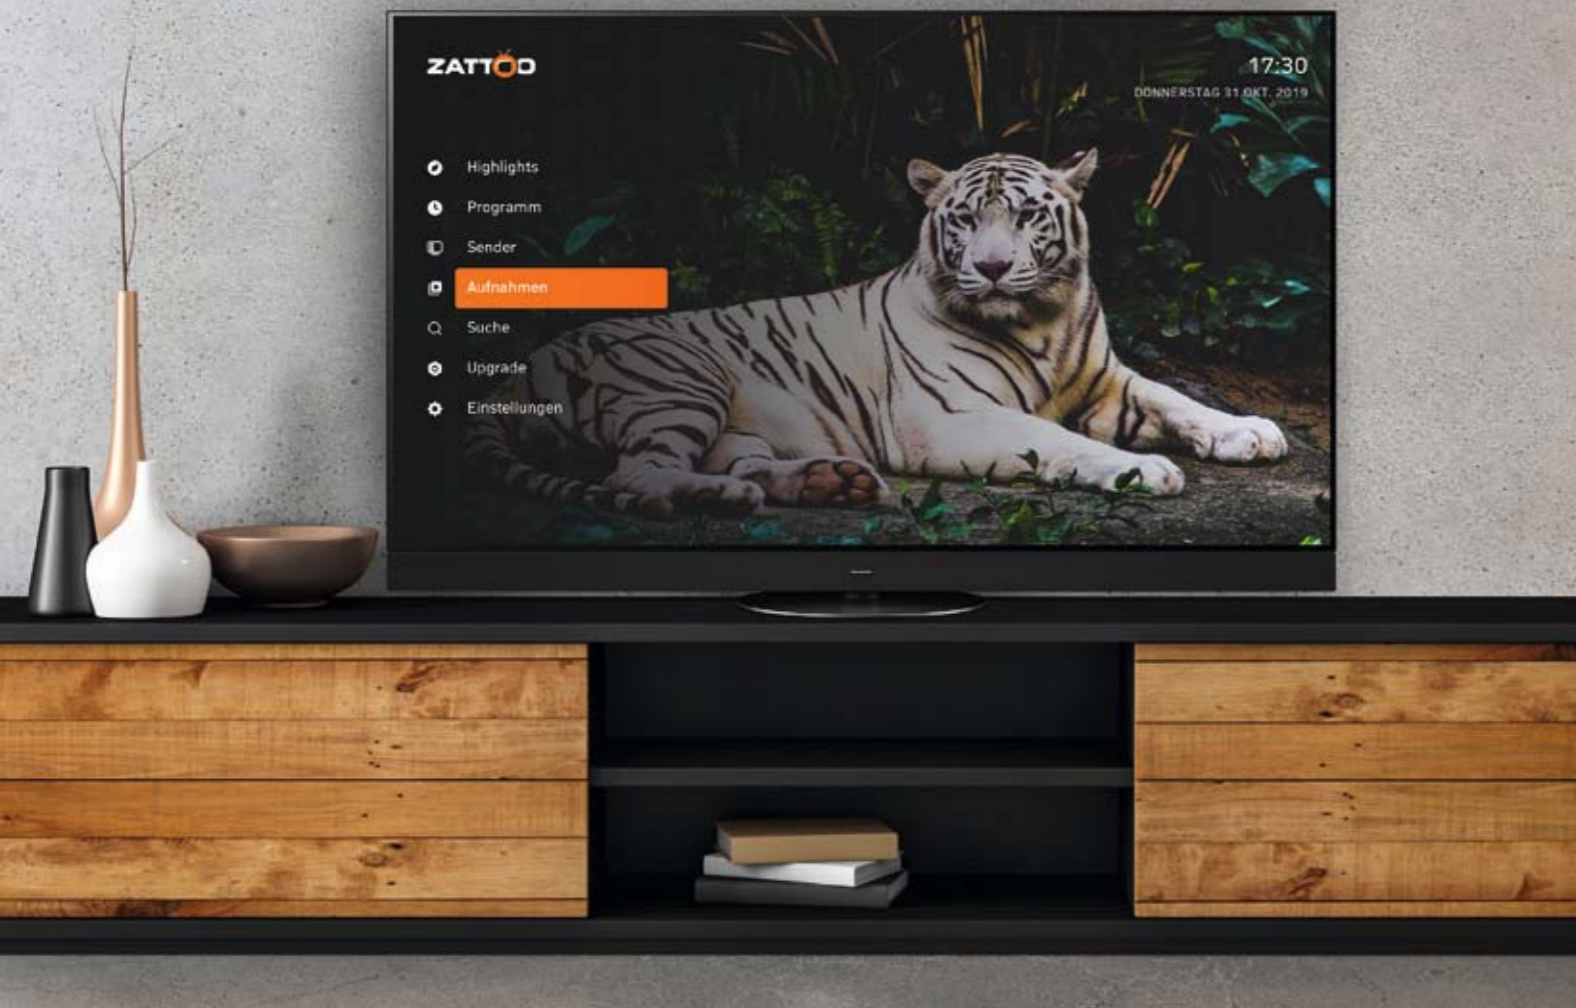 ZATTOO
17:30
DONNERSTAG 31 OKT. 2019
Highlights
Programm
Sender
Aufnahmen
Suche
Upgrade
Einstellungen